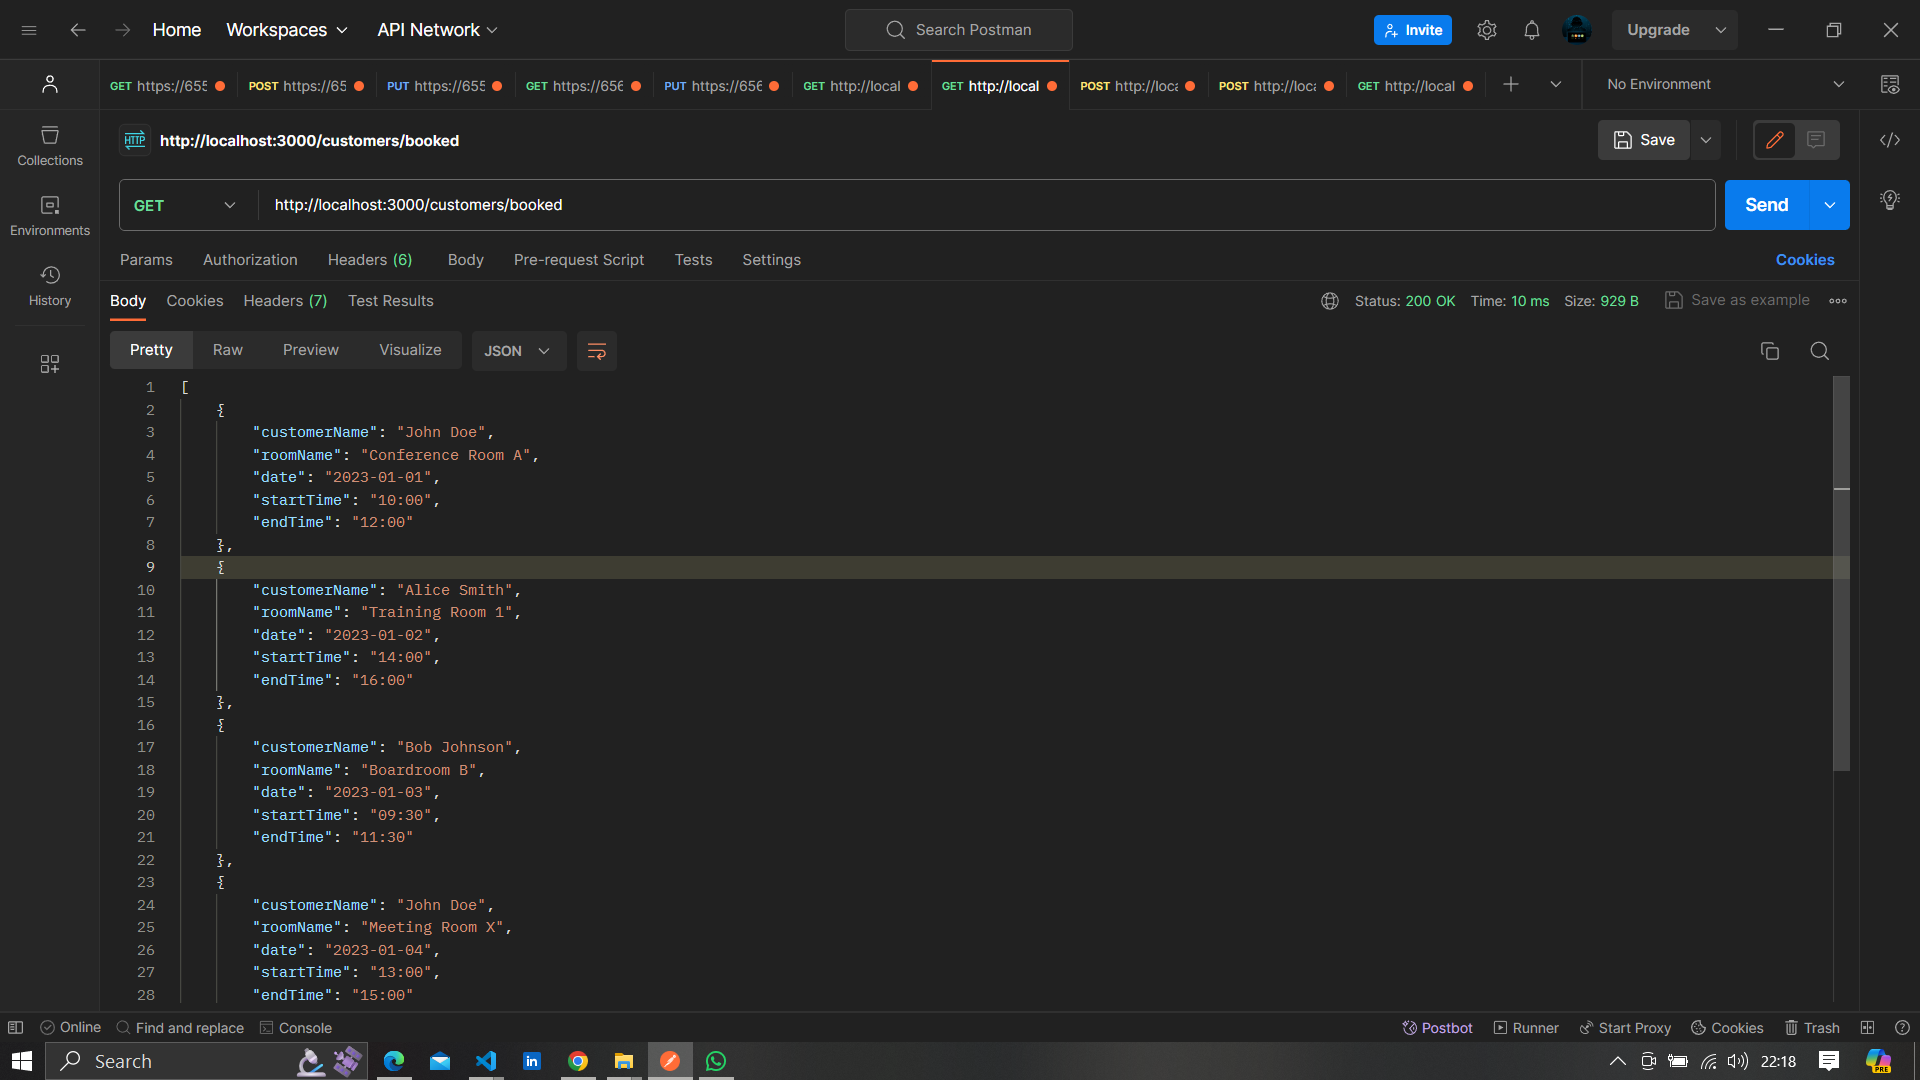 Home Workspaces API Network Search Postman Invite Upgrade
GET https://655 POST https://65 PUT https://655 GET https://656 PUT https://656 GET http://local GET http://local POST http://loca POST http://loca GET http://local No Environment
HTTP http://localhost:3000/customers/booked Save
Collections
Environments
History
GET http://localhost:3000/customers/booked Send
Params Authorization Headers (6) Body Pre-request Script Tests Settings Cookies
Body Cookies Headers (7) Test Results Status: 200 OK Time: 10 ms Size: 929 B Save as example
Pretty Raw Preview Visualize JSON
1 [
2 {
3 "customerName": "John Doe",
4 "roomName": "Conference Room A",
5 "date": "2023-01-01",
6 "startTime": "10:00",
7 "endTime": "12:00"
8 },
9 {
10 "customerName": "Alice Smith",
11 "roomName": "Training Room 1",
12 "date": "2023-01-02",
13 "startTime": "14:00",
14 "endTime": "16:00"
15 },
16 {
17 "customerName": "Bob Johnson",
18 "roomName": "Boardroom B",
19 "date": "2023-01-03",
20 "startTime": "09:30",
21 "endTime": "11:30"
22 },
23 {
24 "customerName": "John Doe",
25 "roomName": "Meeting Room X",
26 "date": "2023-01-04",
27 "startTime": "13:00",
28 "endTime": "15:00"
Online Find and replace Console Postbot Runner Start Proxy Cookies Trash
Search in 22:18 PRE